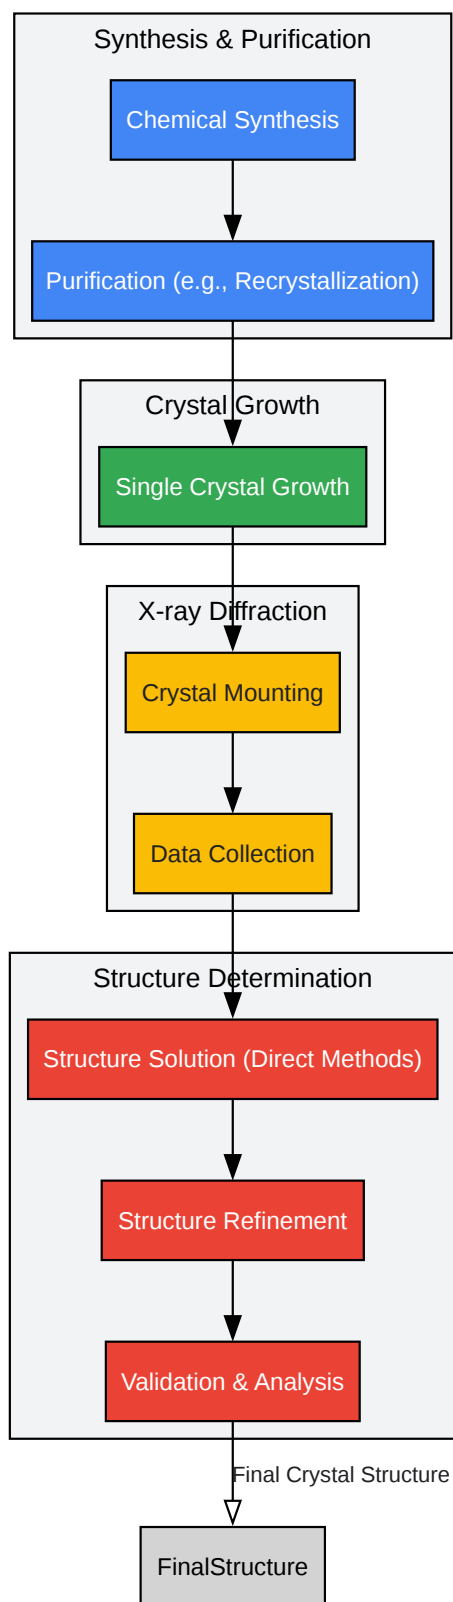 Synthesis & Purification
Chemical Synthesis
Purification (e.g., Recrystallization)
Crystal Growth
Single Crystal Growth
X-ray Diffraction
Crystal Mounting
Data Collection
Structure Determination
Structure Solution (Direct Methods)
Structure Refinement
Validation & Analysis
Final Crystal Structure
FinalStructure